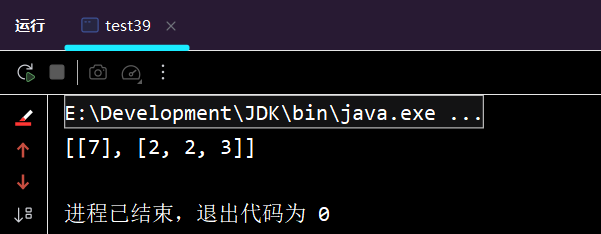 运行 test39
E:\Development\JDK\bin\java.exe ...
[[7], [2, 2, 3]]
进程已结束，退出代码为 0